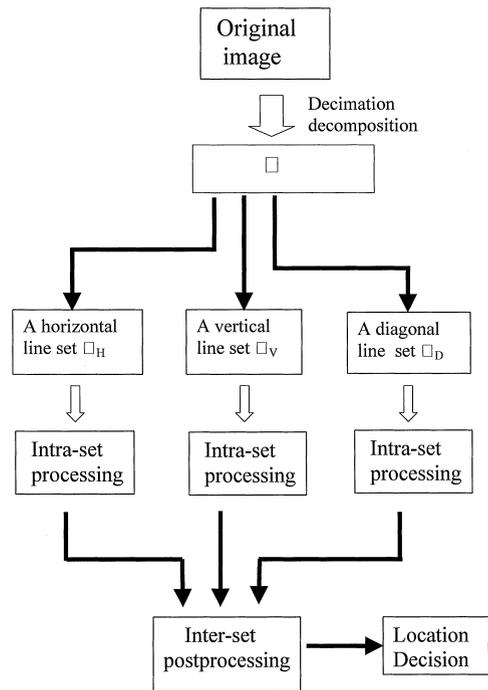 Original
image
Decimation
decomposition
□
A horizontal
line set □H
A vertical
line set □V
A diagonal
line set □D
Intra-set
processing
Intra-set
processing
Intra-set
processing
Inter-set
postprocessing
Location
Decision